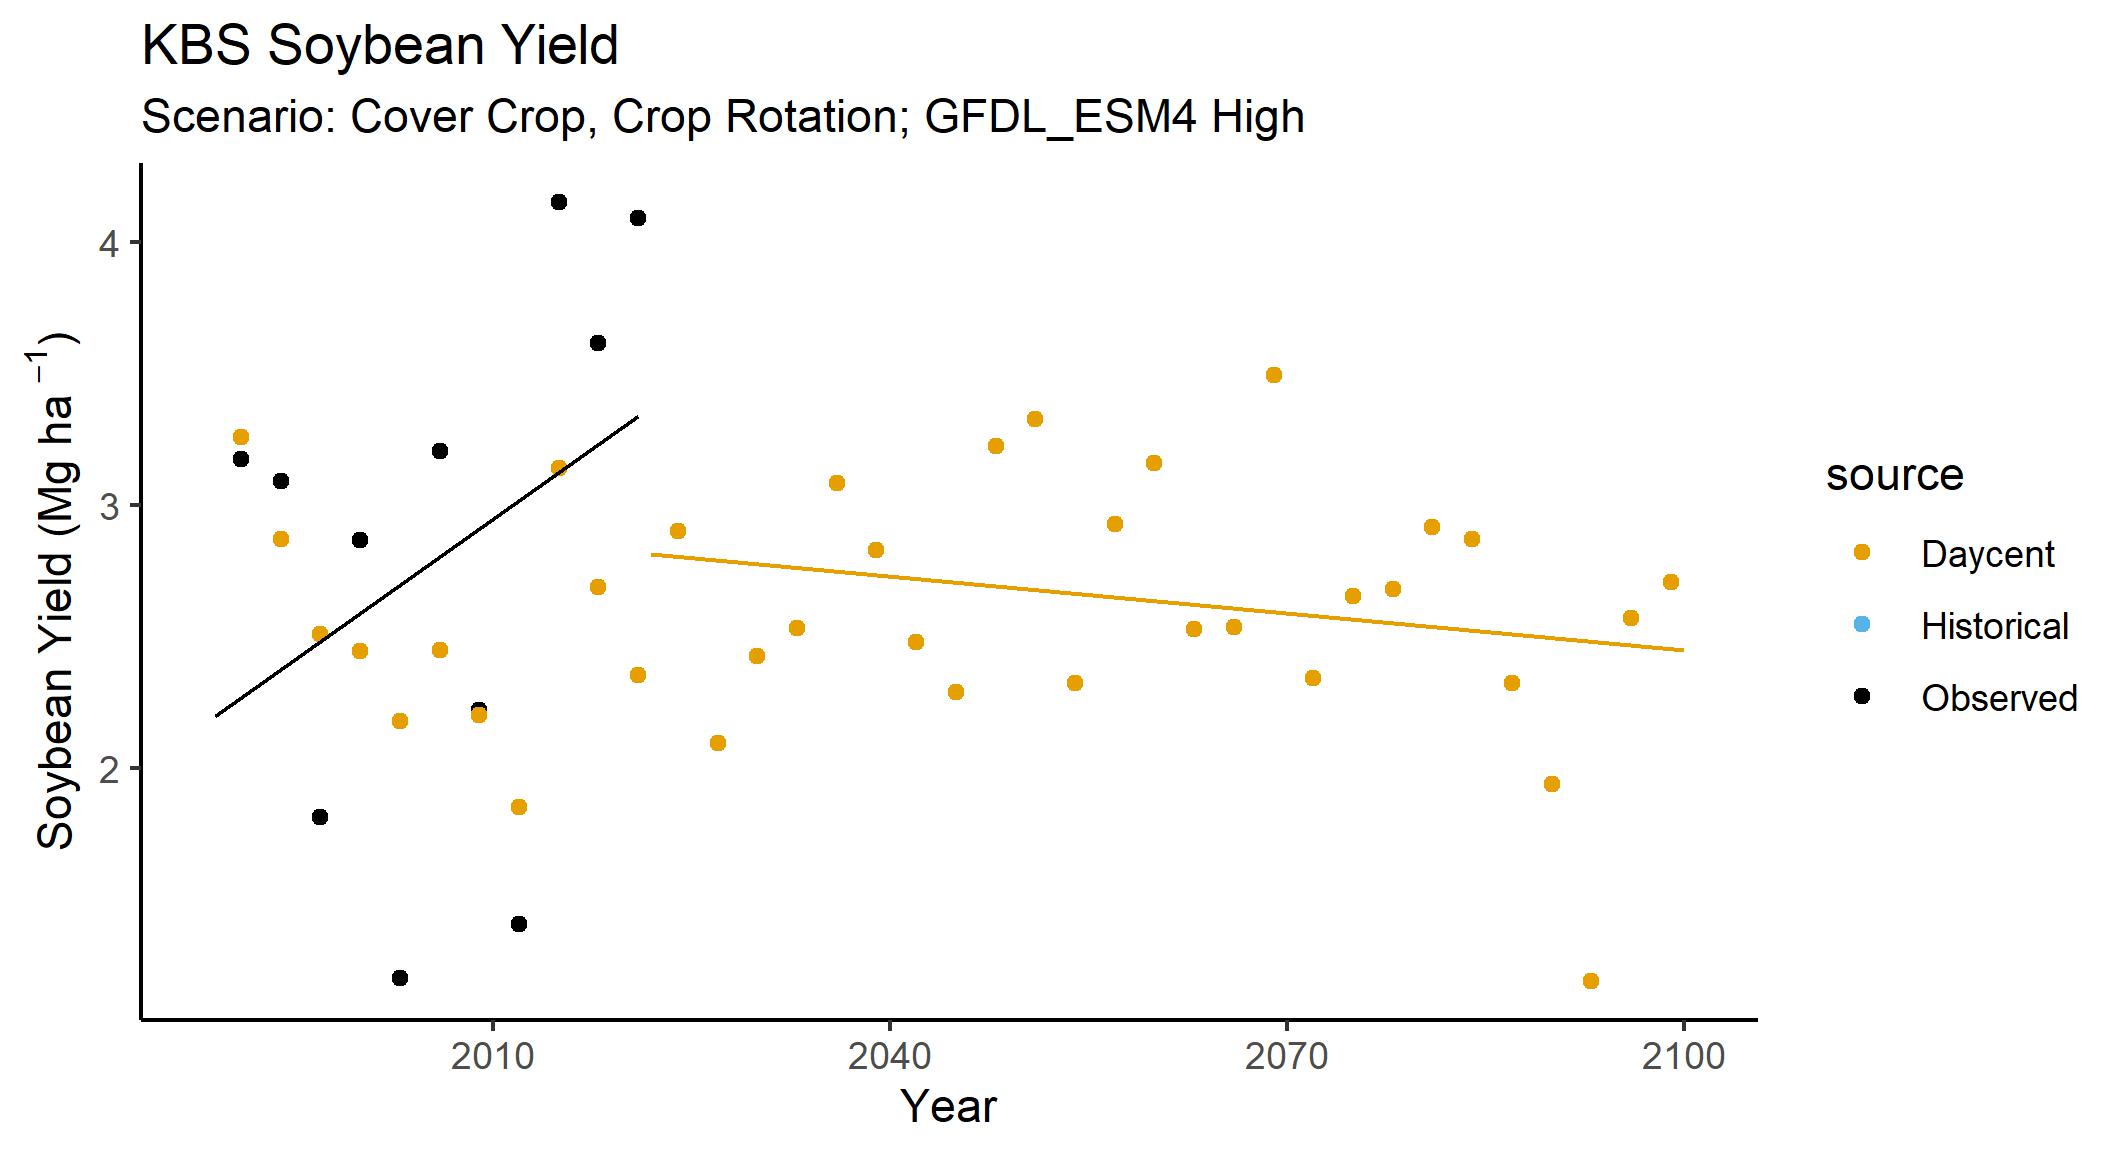 KBS Soybean Yield
Scenario: Cover Crop, Crop Rotation; GFDL_ESM4 High
Soybean Yield (Mg ha −1)
4
3
2
2010
2040
2070
2100
Year
source
Daycent
Historical
Observed